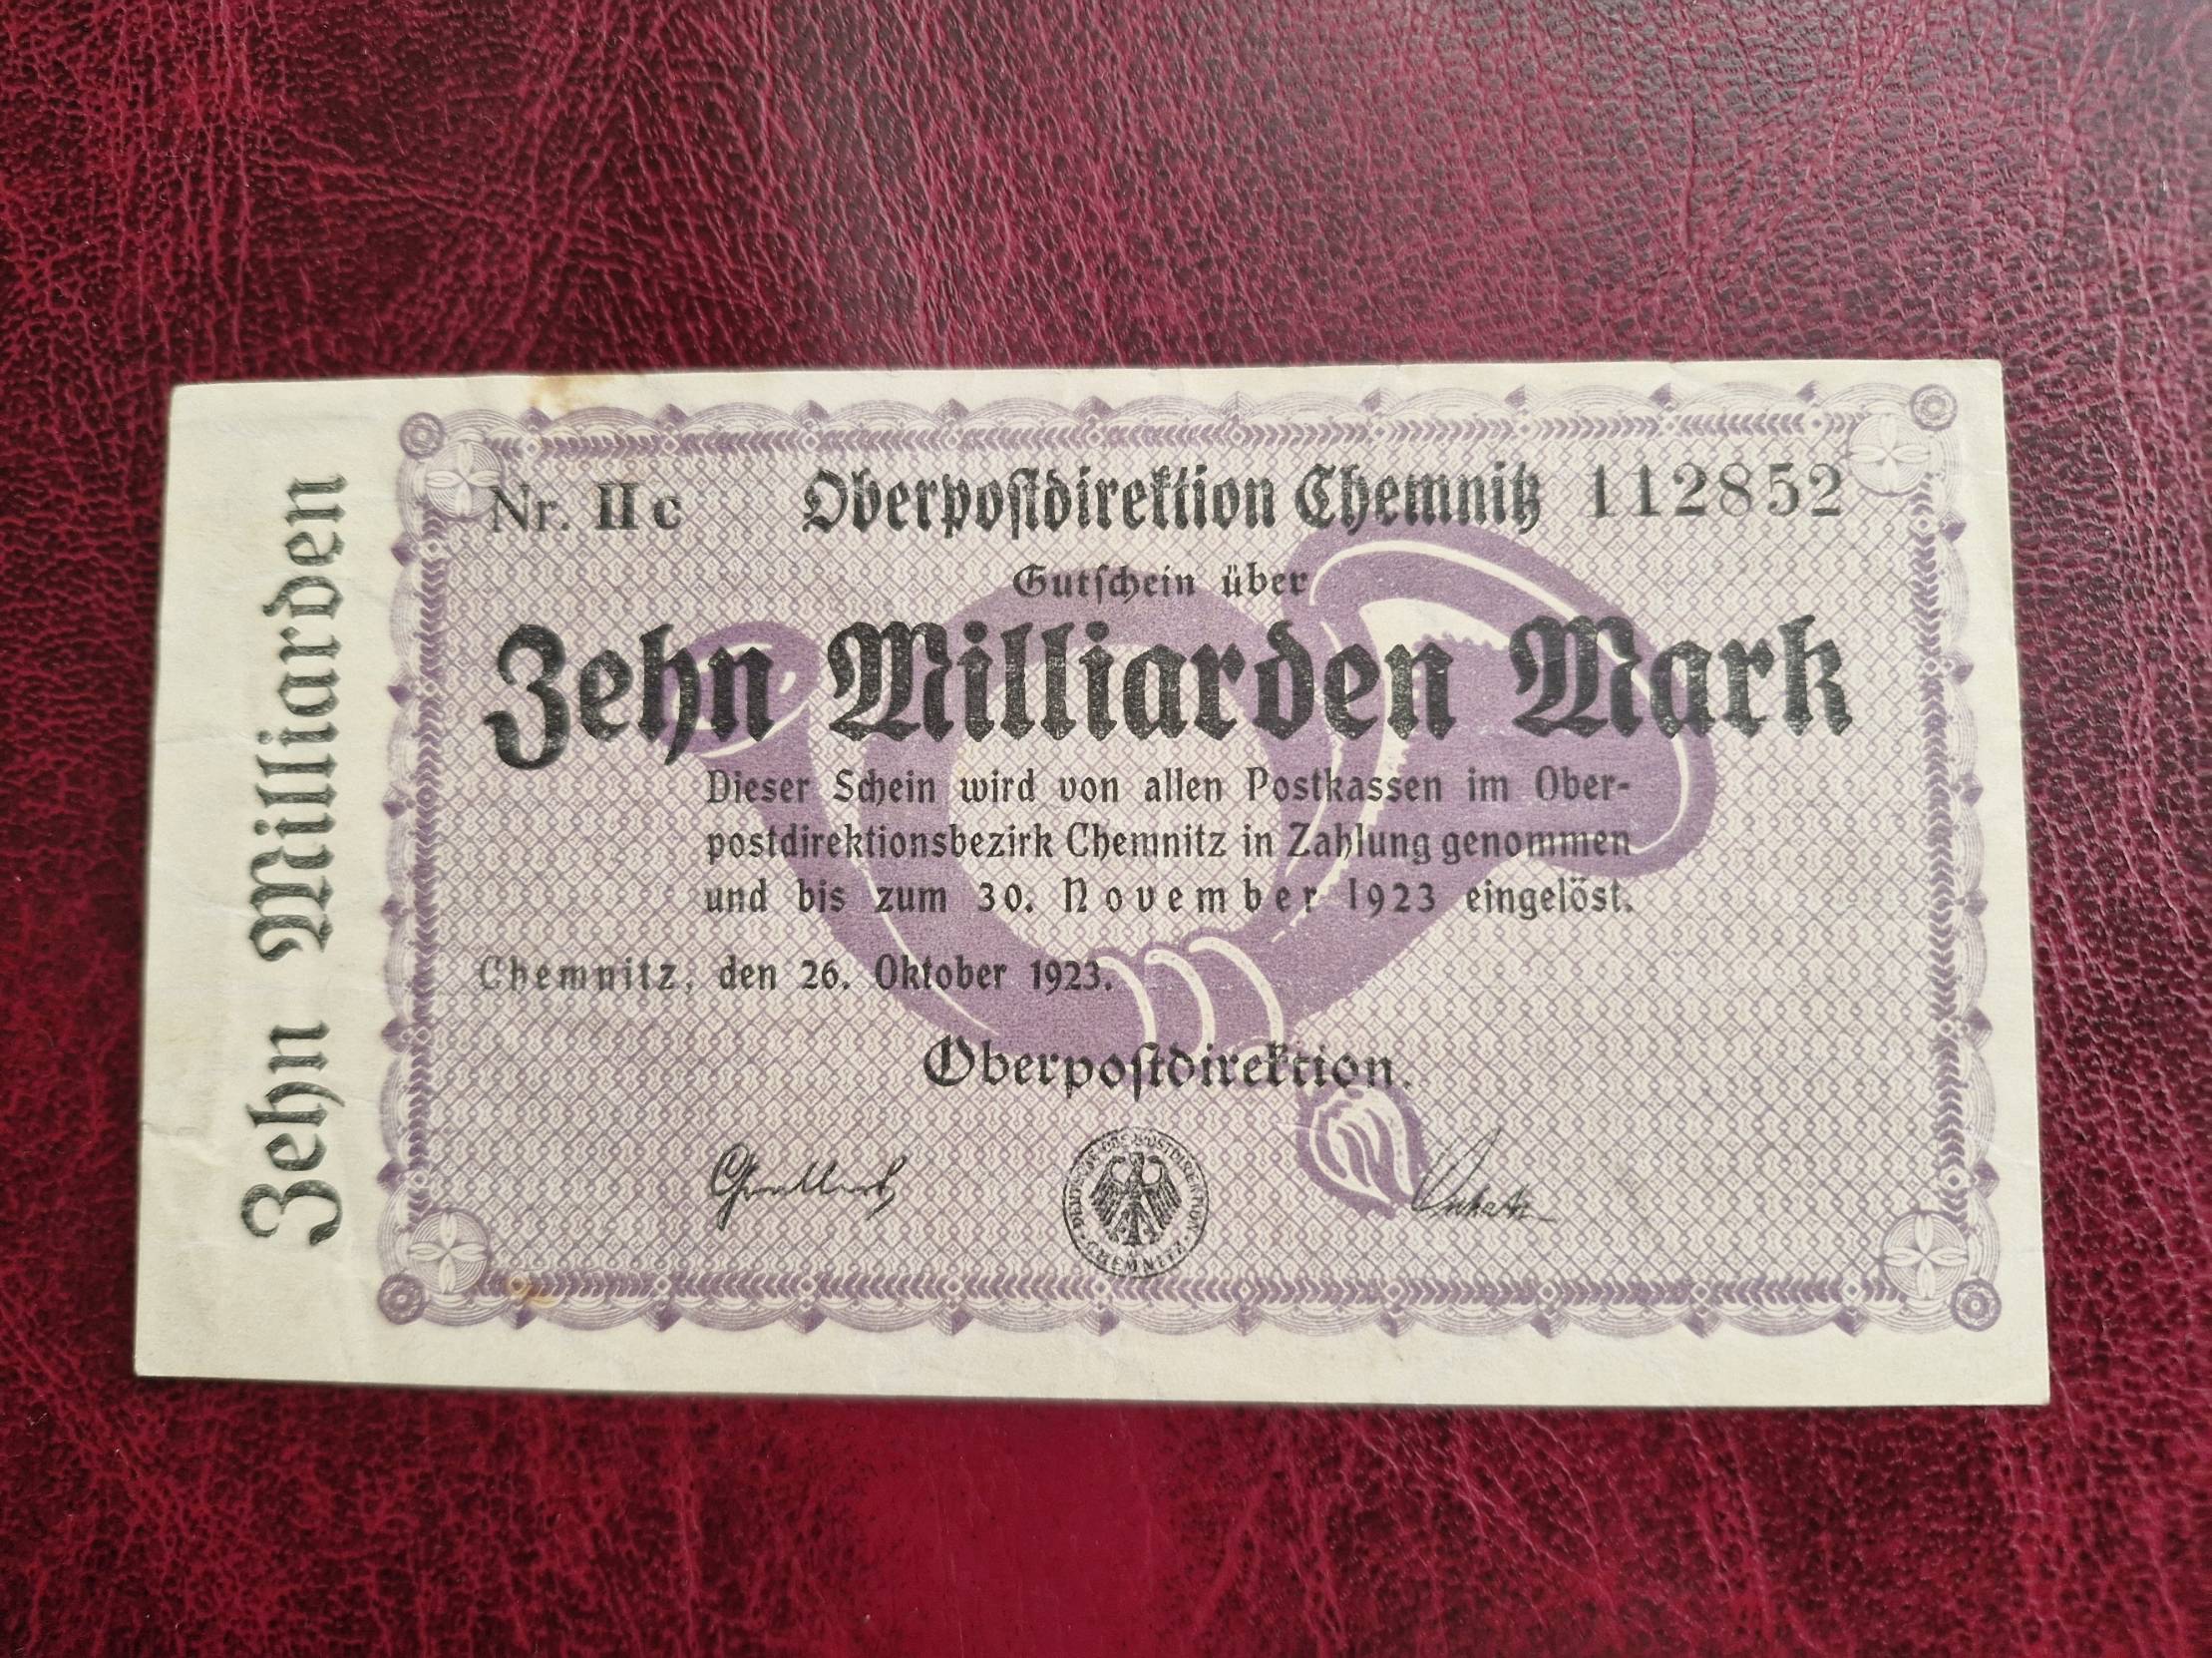 Zehn Milliarden
Nr. II c Oberpostdirektion Chemnitz 112852
Gutschein über
Zehn Milliarden Mark
Dieser Schein wird von allen Postkassen im Ober-
postdirektionsbezirk Chemnitz in Zahlung genommen
und bis zum 30. November 1923 eingelöst.
Chemnitz, den 26. Oktober 1923.
Oberpostdirektion.
CHEMNITZ